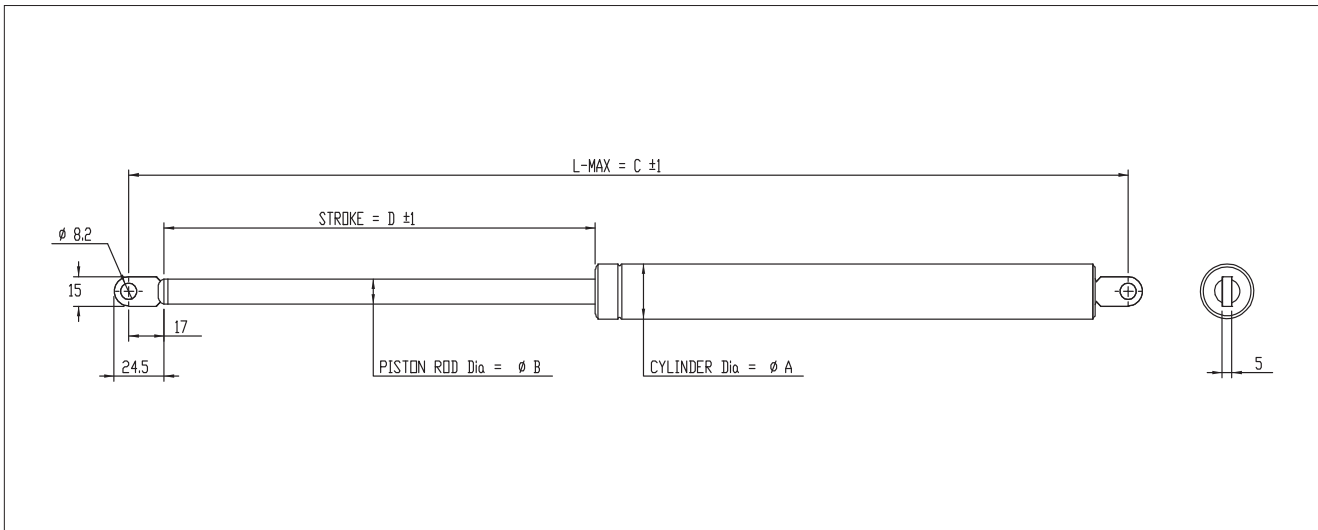 L-MAX = C ±1
STROKE = D ±1
ϕ 8.2
15
17
24.5
PISTON ROD Dia = ϕ B
CYLINDER Dia = ϕ A
5